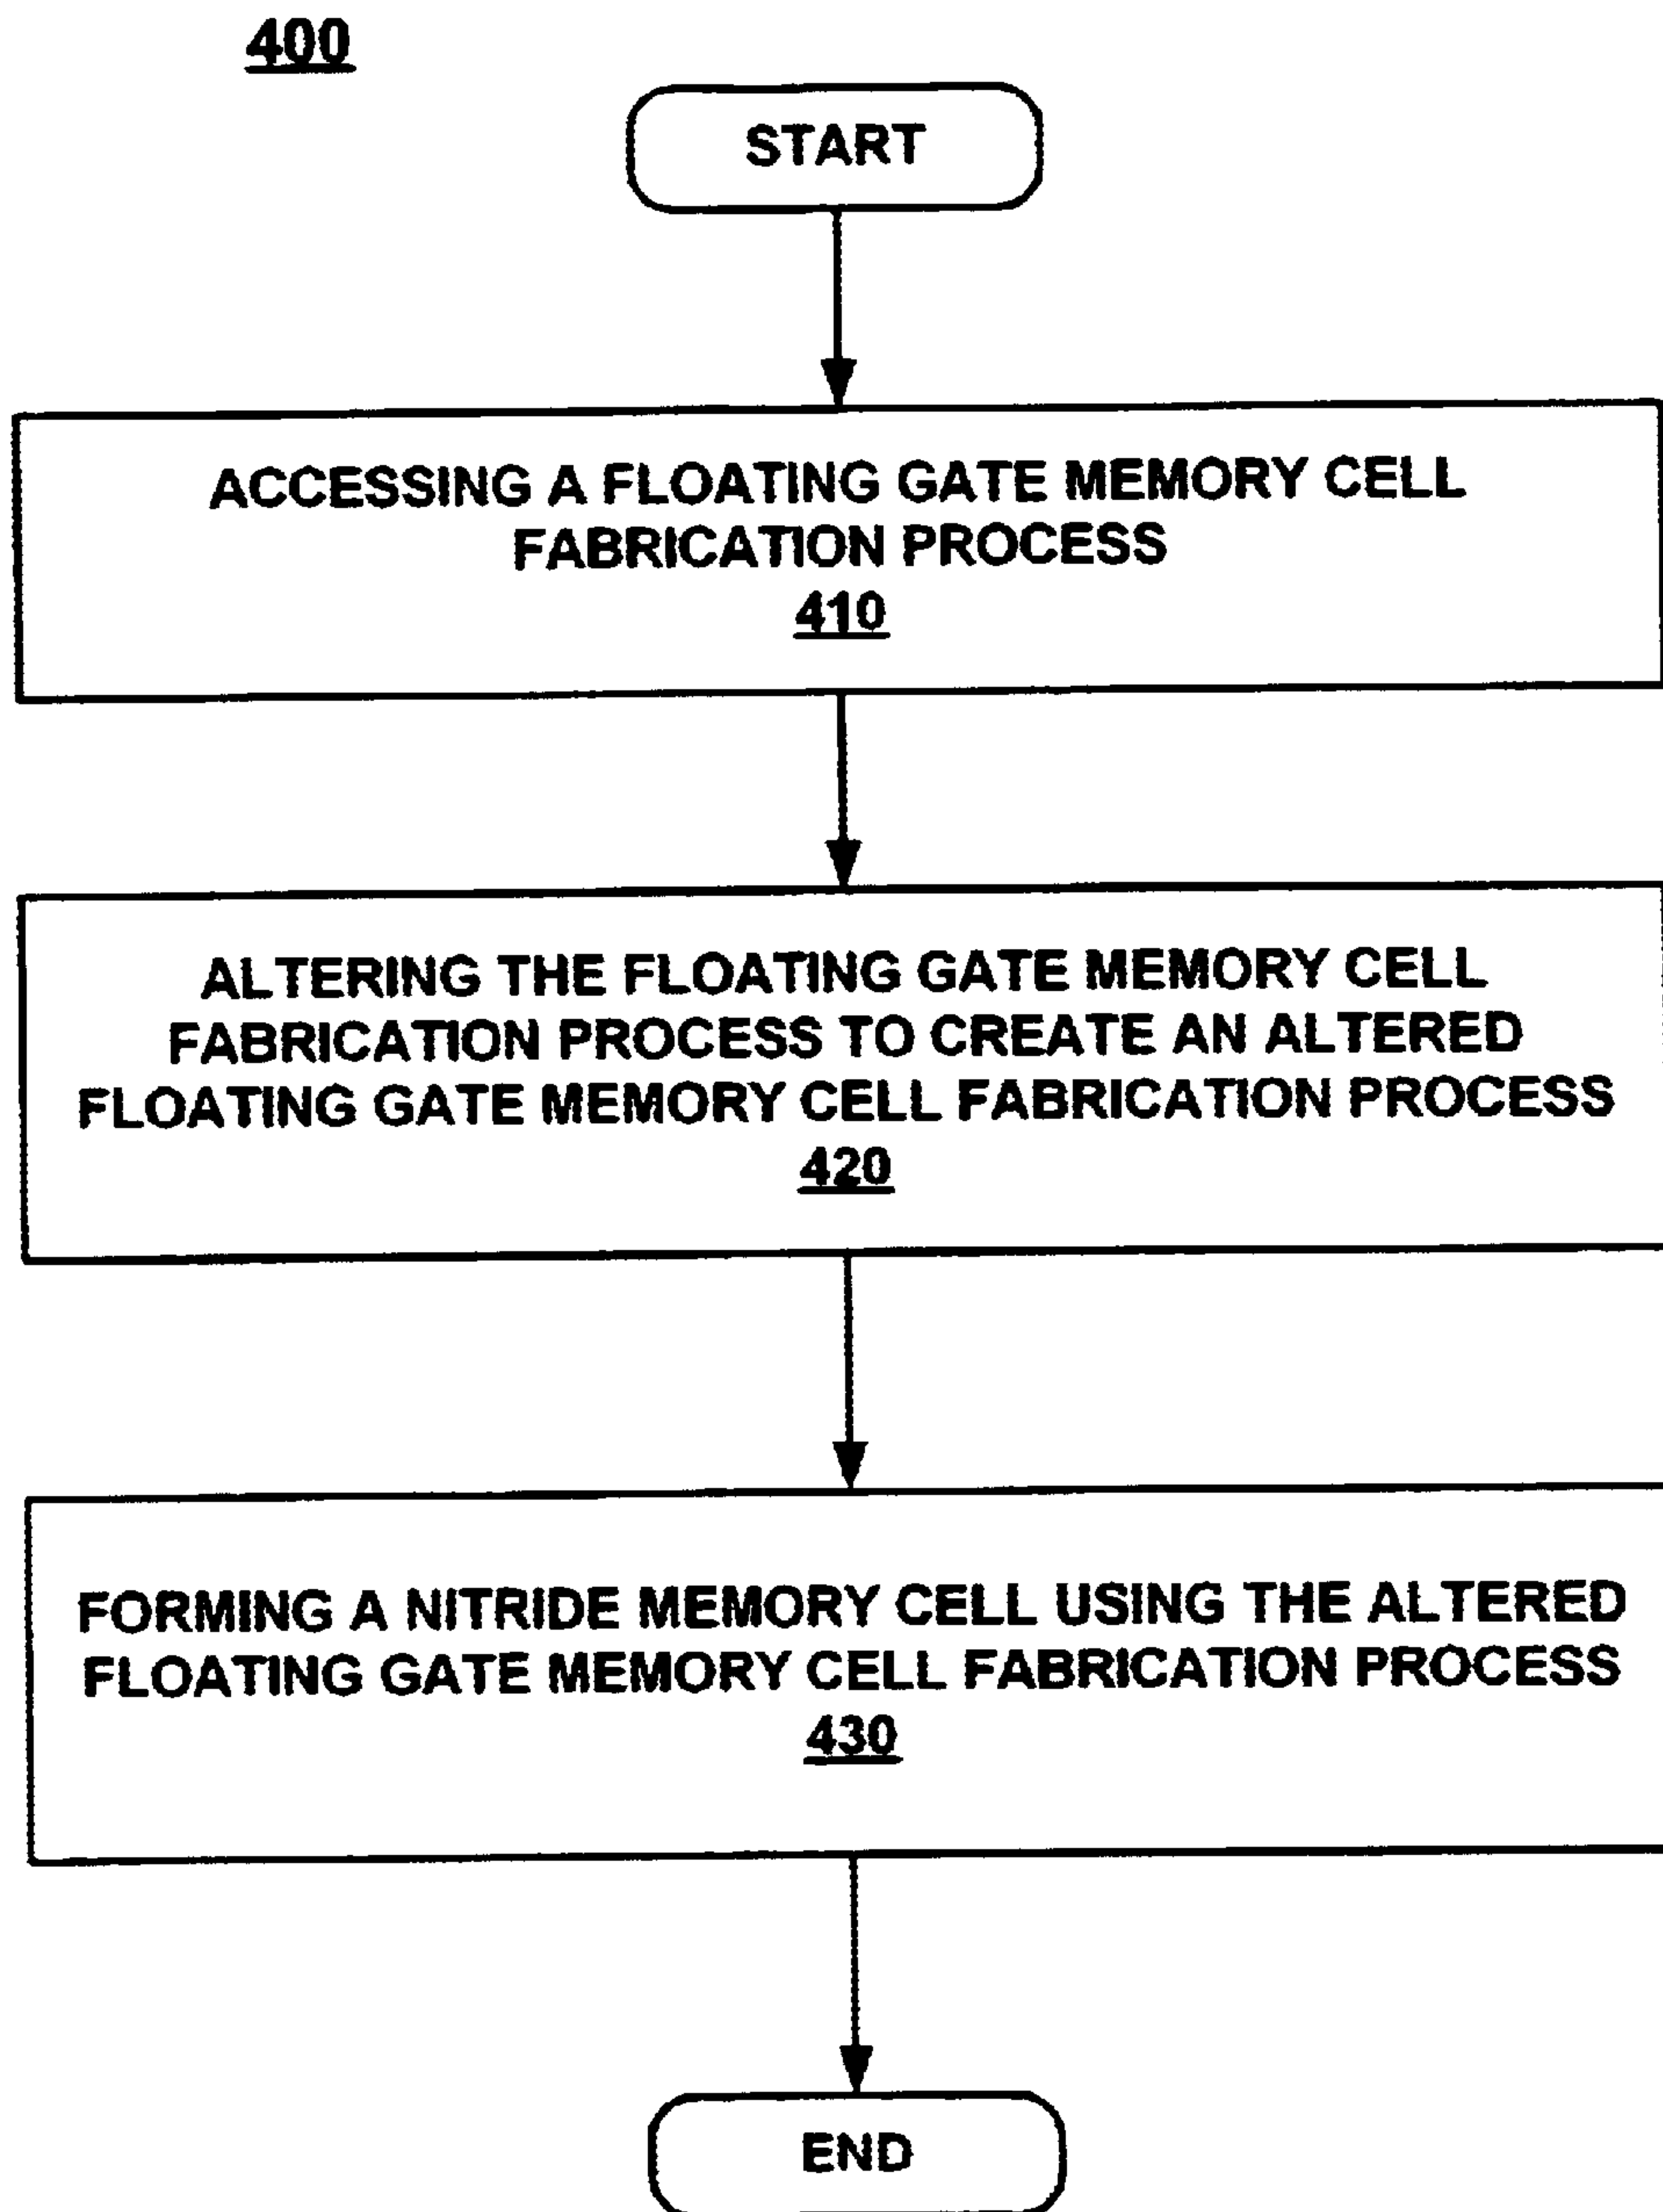 400
START
ACCESSING A FLOATING GATE MEMORY CELL
FABRICATION PROCESS
410
ALTERING THE FLOATING GATE MEMORY CELL
FABRICATION PROCESS TO CREATE AN ALTERED
FLOATING GATE MEMORY CELL FABRICATION PROCESS
420
FORMING A NITRIDE MEMORY CELL USING THE ALTERED
FLOATING GATE MEMORY CELL FABRICATION PROCESS
430
END